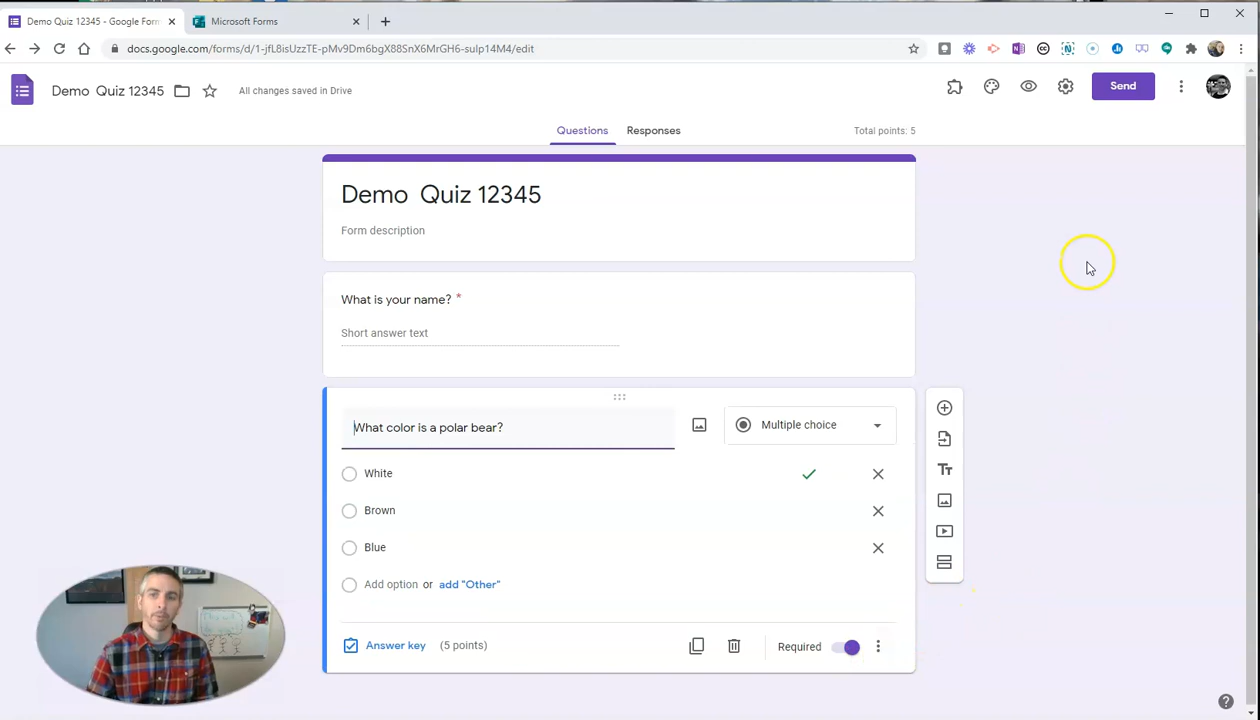 Demo Quiz 12345 - Google For
Microsoft Forms
docs.google.com/forms/d/1-jfL8isUzzTE-pMv9Dm6bgX88SnX6MrGH6-sulp14M4/edit
Demo Quiz 12345
All changes saved in Drive
Send
Questions
Responses
Total points: 5
Demo Quiz 12345
Form description
What is your name? *
Short answer text
What color is a polar bear?
Multiple choice
White
Brown
Blue
Add option or add "Other"
Answer key (5 points)
Required